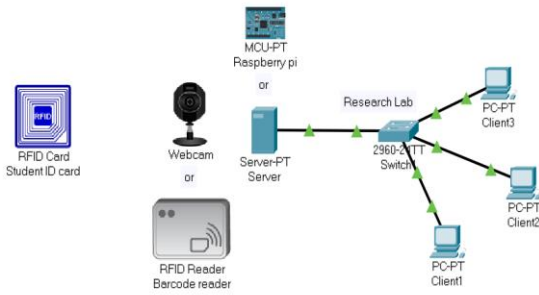 MCU-PT
Raspberry pi
or
Research Lab
PC-PT
Client3
RFID
RFID Card
Student ID card
Webcam
or
Server-PT
Server
2960-24TT
Switch1
PC-PT
Client2
RFID Reader
Barcode reader
PC-PT
Client1